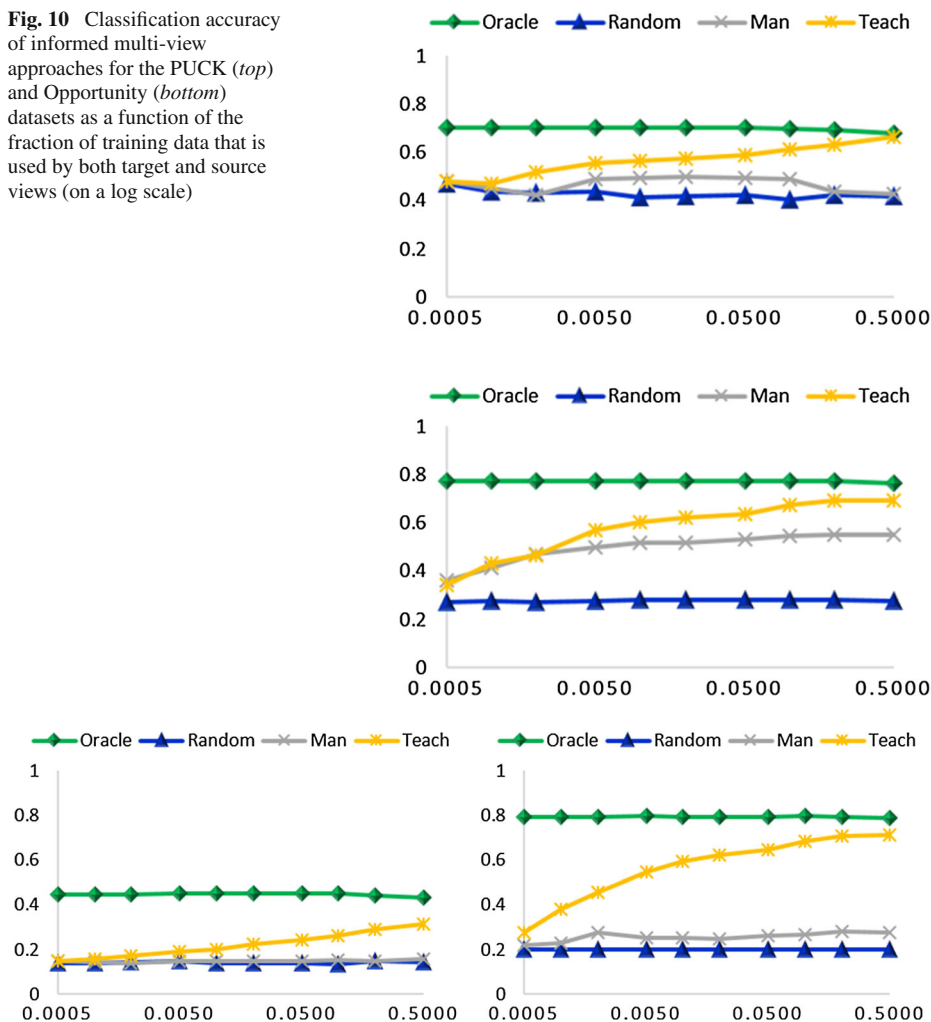 Fig. 10 Classification accuracy
of informed multi-view
approaches for the PUCK (top)
and Opportunity (bottom)
datasets as a function of the
fraction of training data that is
used by both target and source
views (on a log scale)
Oracle Random Man Teach
1
0.8
0.6
0.4
0.2
0
0.0005 0.0050 0.0500 0.5000
Oracle Random Man Teach
1
0.8
0.6
0.4
0.2
0
0.0005 0.0050 0.0500 0.5000
Oracle Random Man Teach
1
0.8
0.6
0.4
0.2
0
0.0005 0.0050 0.0500 0.5000
Oracle Random Man Teach
1
0.8
0.6
0.4
0.2
0
0.0005 0.0050 0.0500 0.5000